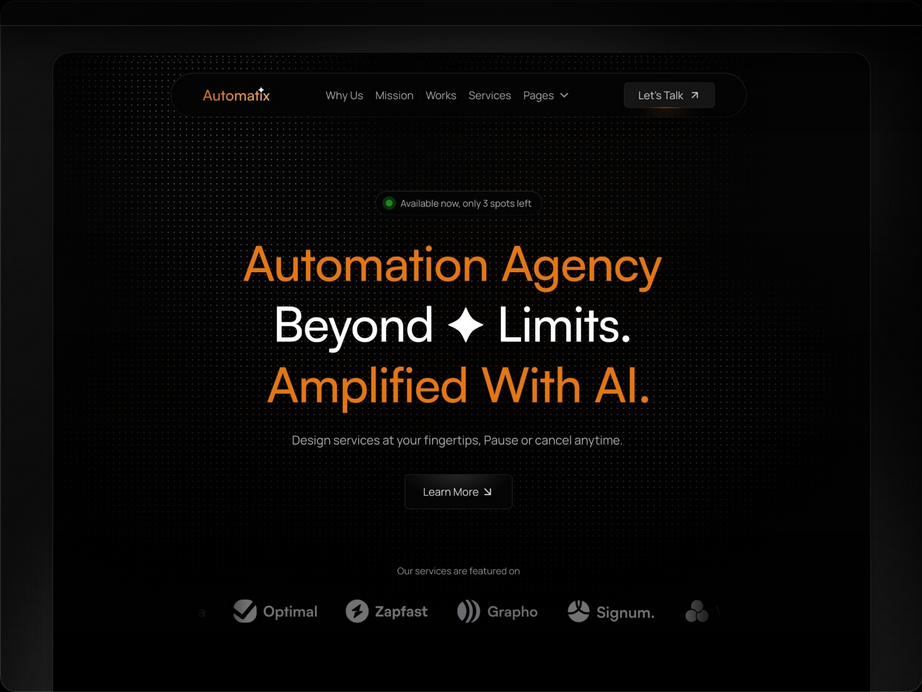 Automatix
Why Us Mission Works Services Pages
Let's Talk
Available now, only 3 spots left
Automation Agency
Beyond Limits.
Amplified With AI.
Design services at your fingertips, Pause or cancel anytime.
Learn More
Our services are featured on
a Optimal Zapfast Grapho Signum.